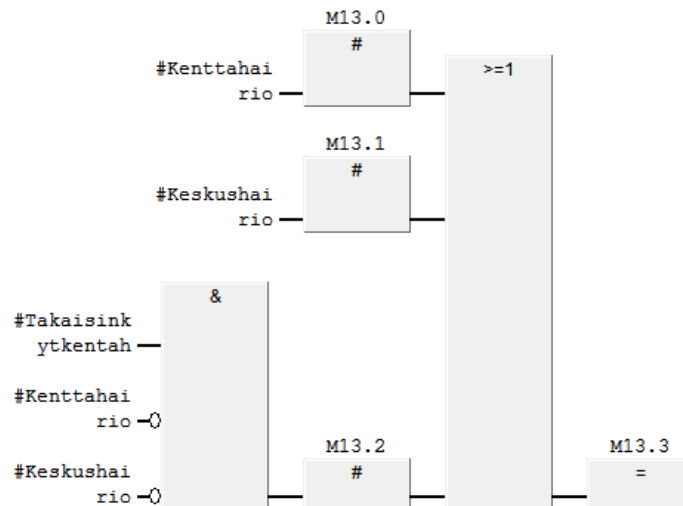 M13.0
#
#Kenttahai
rio
>=1
M13.1
#
#Keskushai
rio
&
#Takaisink
ytkentah
#Kenttahai
rio
#Keskushai
rio
M13.2
#
M13.3
=